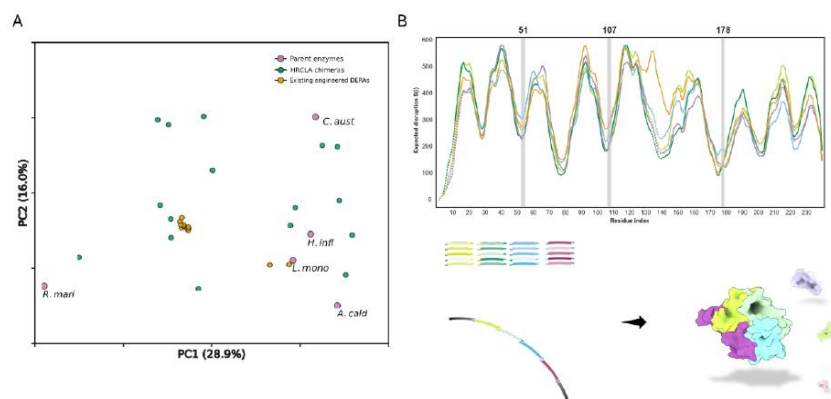 A
Parent enzymes
HRCLA chimeras
Existing engineered DERAs
C. aust
H. infl
L. mono
R. mari
A. cald
PC2 (16.0%)
PC1 (28.9%)
B
51 107 178
600
500
400
300
200
100
0
Expected disruption
10 20 30 40 50 60 70 80 90 100 110 120 130 140 150 160 170 180 190 200 210 220 230
Residue index